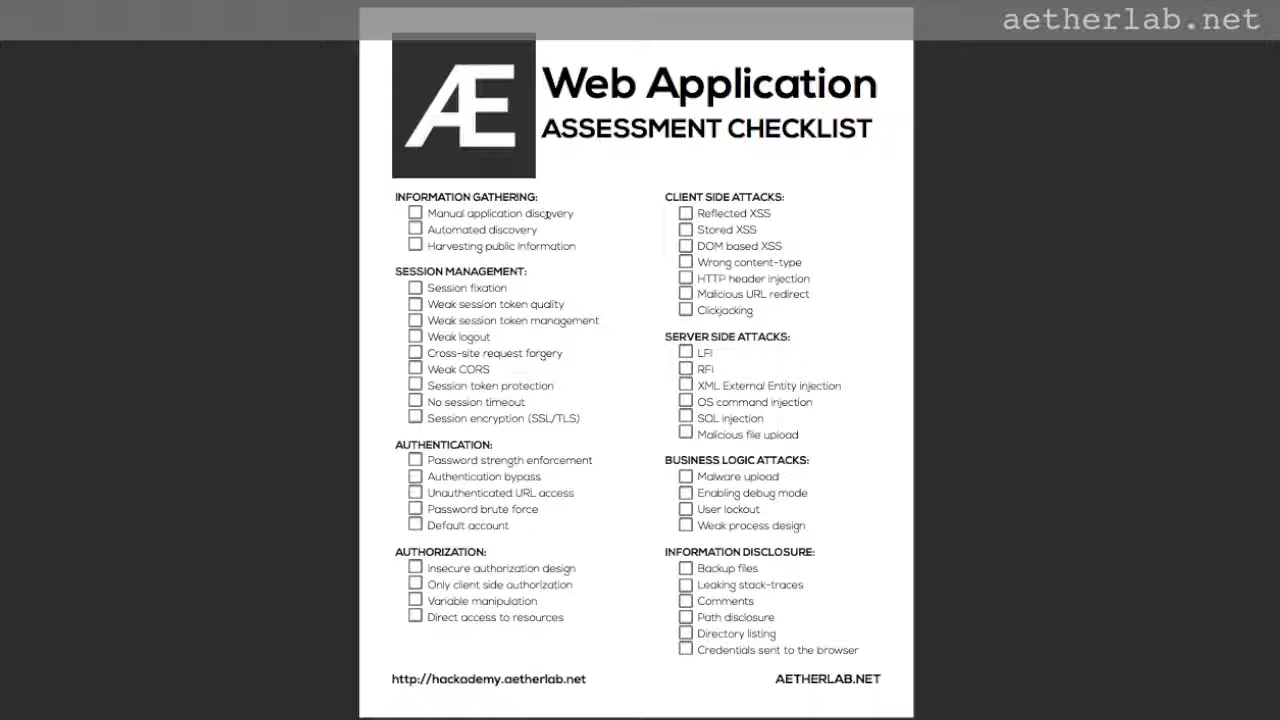 aetherlab.net
Æ
Web Application
ASSESSMENT CHECKLIST
INFORMATION GATHERING:
Manual application discovery
Automated discovery
Harvesting public information
SESSION MANAGEMENT:
Session fixation
Weak session token quality
Weak session token management
Weak logout
Cross-site request forgery
Weak CORS
Session token protection
No session timeout
Session encryption (SSL/TLS)
AUTHENTICATION:
Password strength enforcement
Authentication bypass
Unauthenticated URL access
Password brute force
Default account
AUTHORIZATION:
Insecure authorization design
Only client side authorization
Variable manipulation
Direct access to resources
CLIENT SIDE ATTACKS:
Reflected XSS
Stored XSS
DOM based XSS
Wrong content-type
HTTP header injection
Malicious URL redirect
Clickjacking
SERVER SIDE ATTACKS:
LFI
RFI
XML External Entity injection
OS command injection
SQL injection
Malicious file upload
BUSINESS LOGIC ATTACKS:
Malware upload
Enabling debug mode
User lockout
Weak process design
INFORMATION DISCLOSURE:
Backup files
Leaking stack-traces
Comments
Path disclosure
Directory listing
Credentials sent to the browser
http://hackademy.aetherlab.net
AETHERLAB.NET